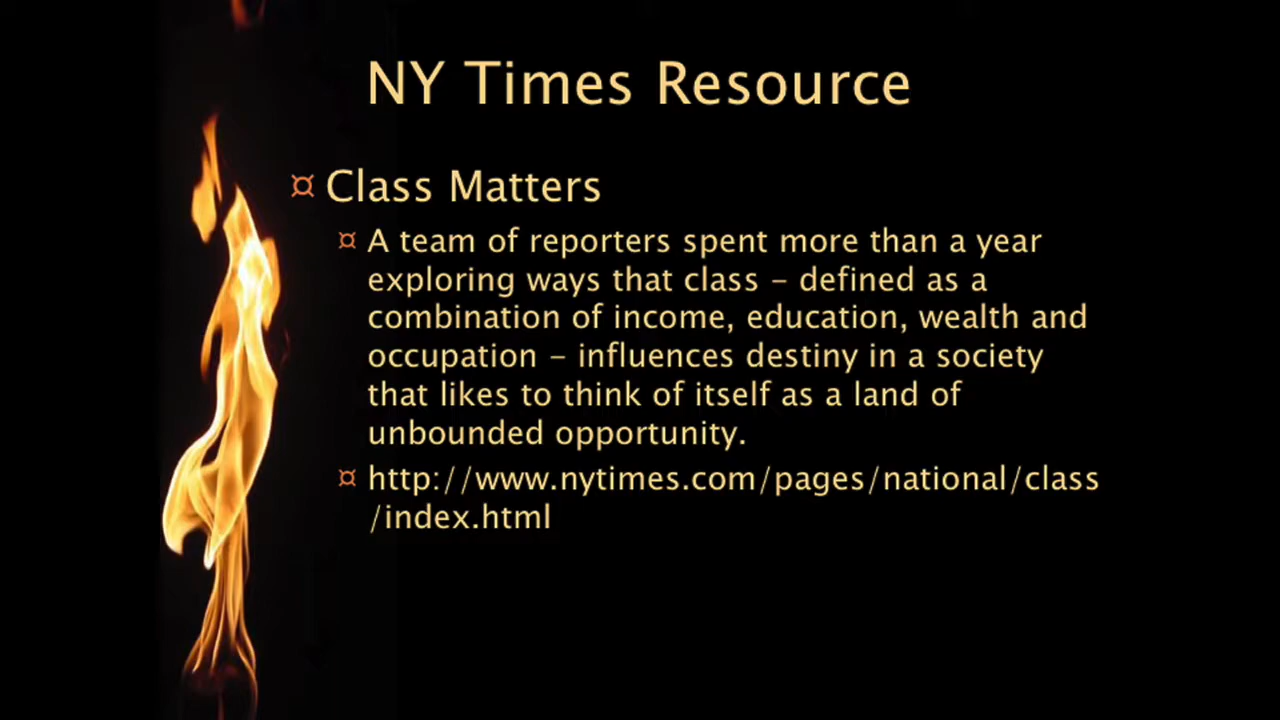 NY Times Resource
¤ Class Matters
¤ A team of reporters spent more than a year
exploring ways that class – defined as a
combination of income, education, wealth and
occupation – influences destiny in a society
that likes to think of itself as a land of
unbounded opportunity.
¤ http://www.nytimes.com/pages/national/class
/index.html